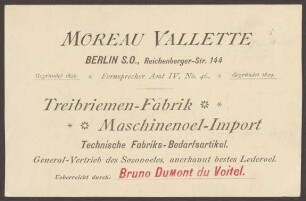 MOREAU VALLETTE
BERLIN S.O., Reichenberger-Str. 144
Gegründet 1829. * Fernsprecher Amt IV, No. 46. * Gegründet 1829.
Treibriemen-Fabrik
Maschinenoel-Import
Technische Fabriks-Bedarfsartikel.
General-Vertrieb des Sozonoeles, anerkannt bestes Lederoel.
Ueberreicht durch: Bruno DuMont du Voitel.